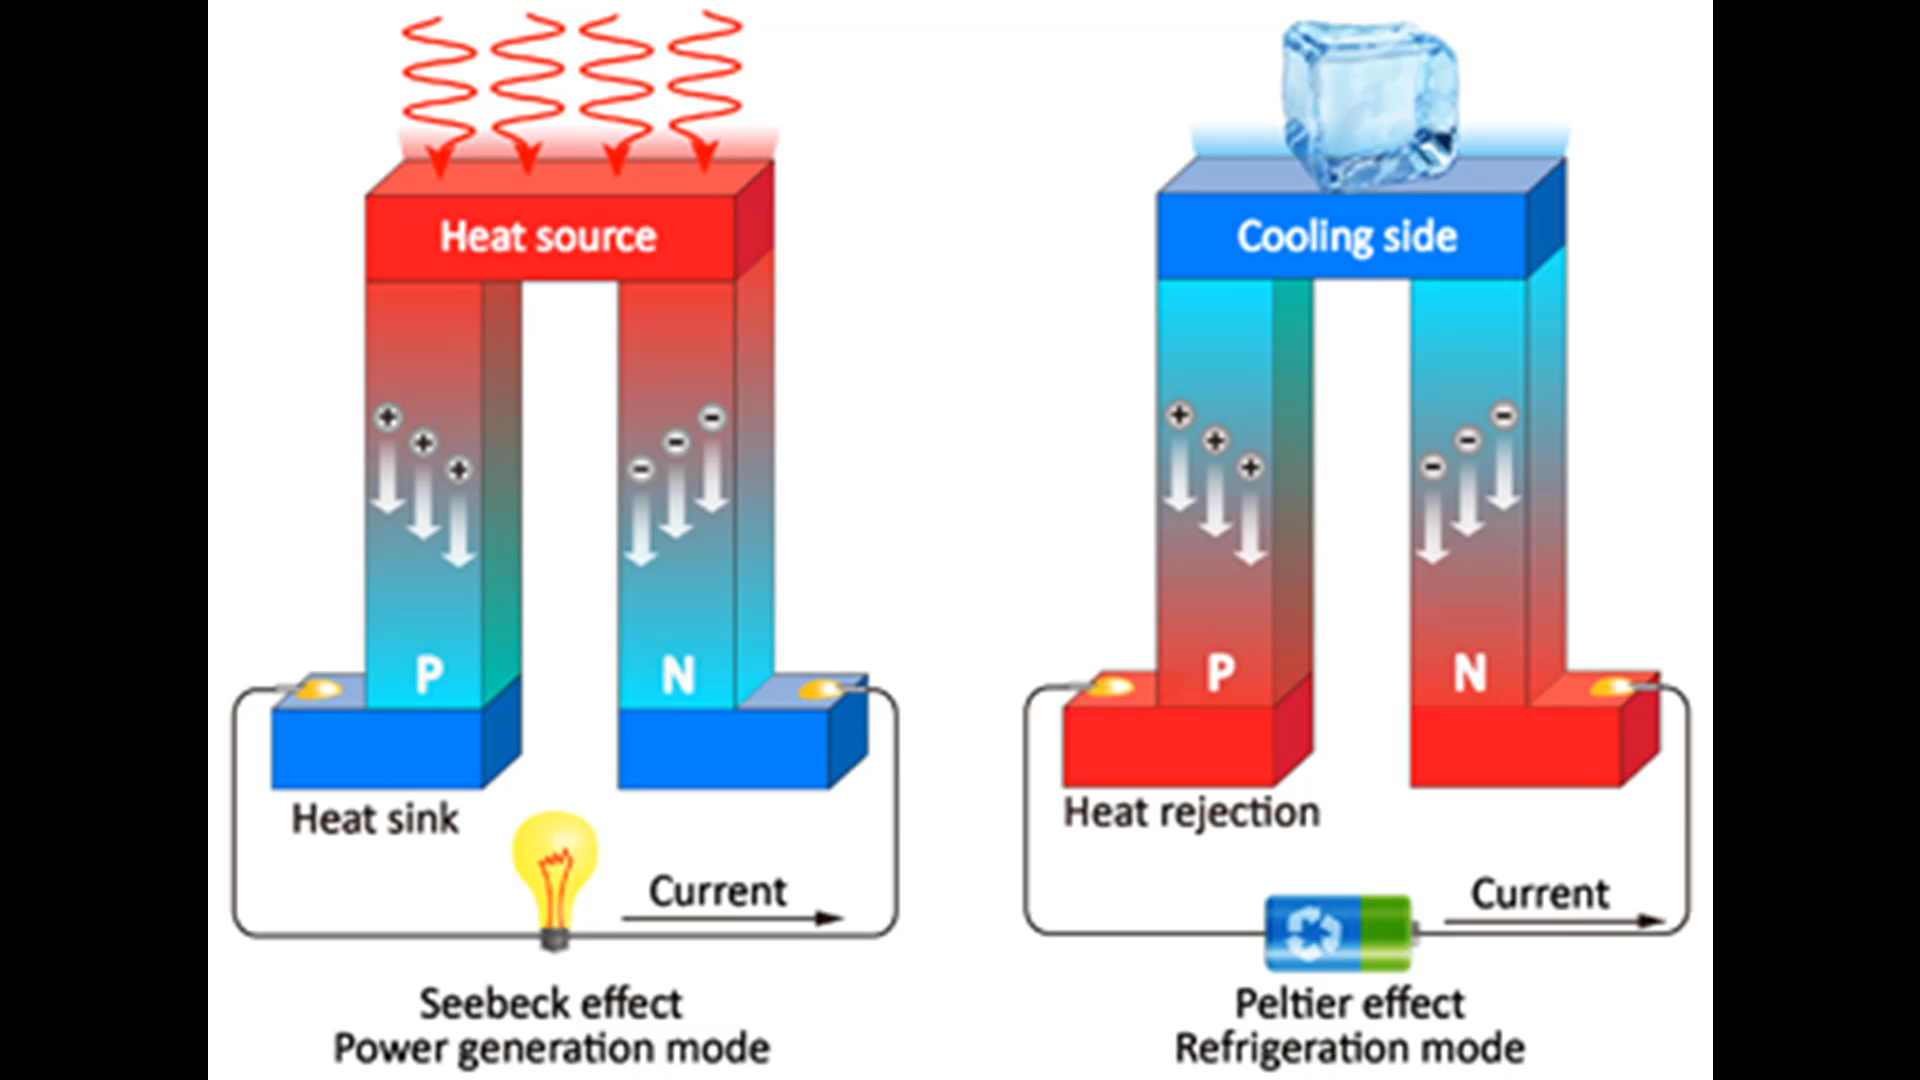 Heat source
P
N
Heat sink
Current
Seebeck effect
Power generation mode
Cooling side
P
N
Heat rejection
Current
Peltier effect
Refrigeration mode